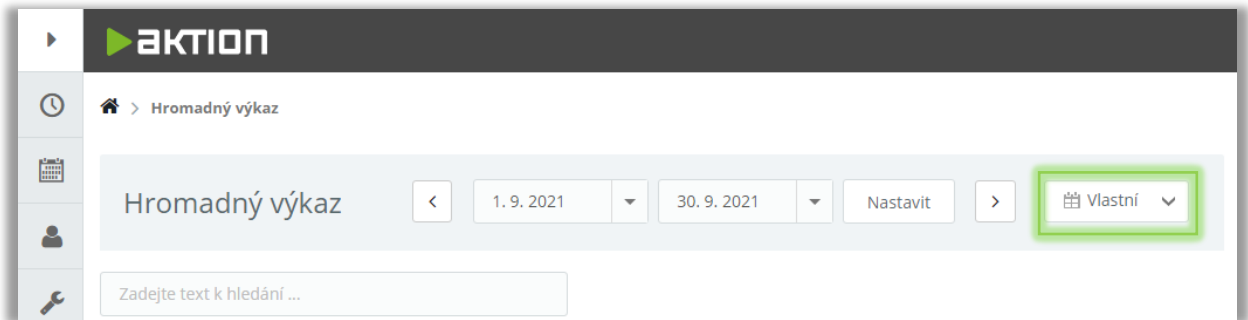 aktion
> Hromadný výkaz
Hromadný výkaz < 1. 9. 2021 30. 9. 2021 Nastavit > Vlastní
Zadejte text k hledání ...